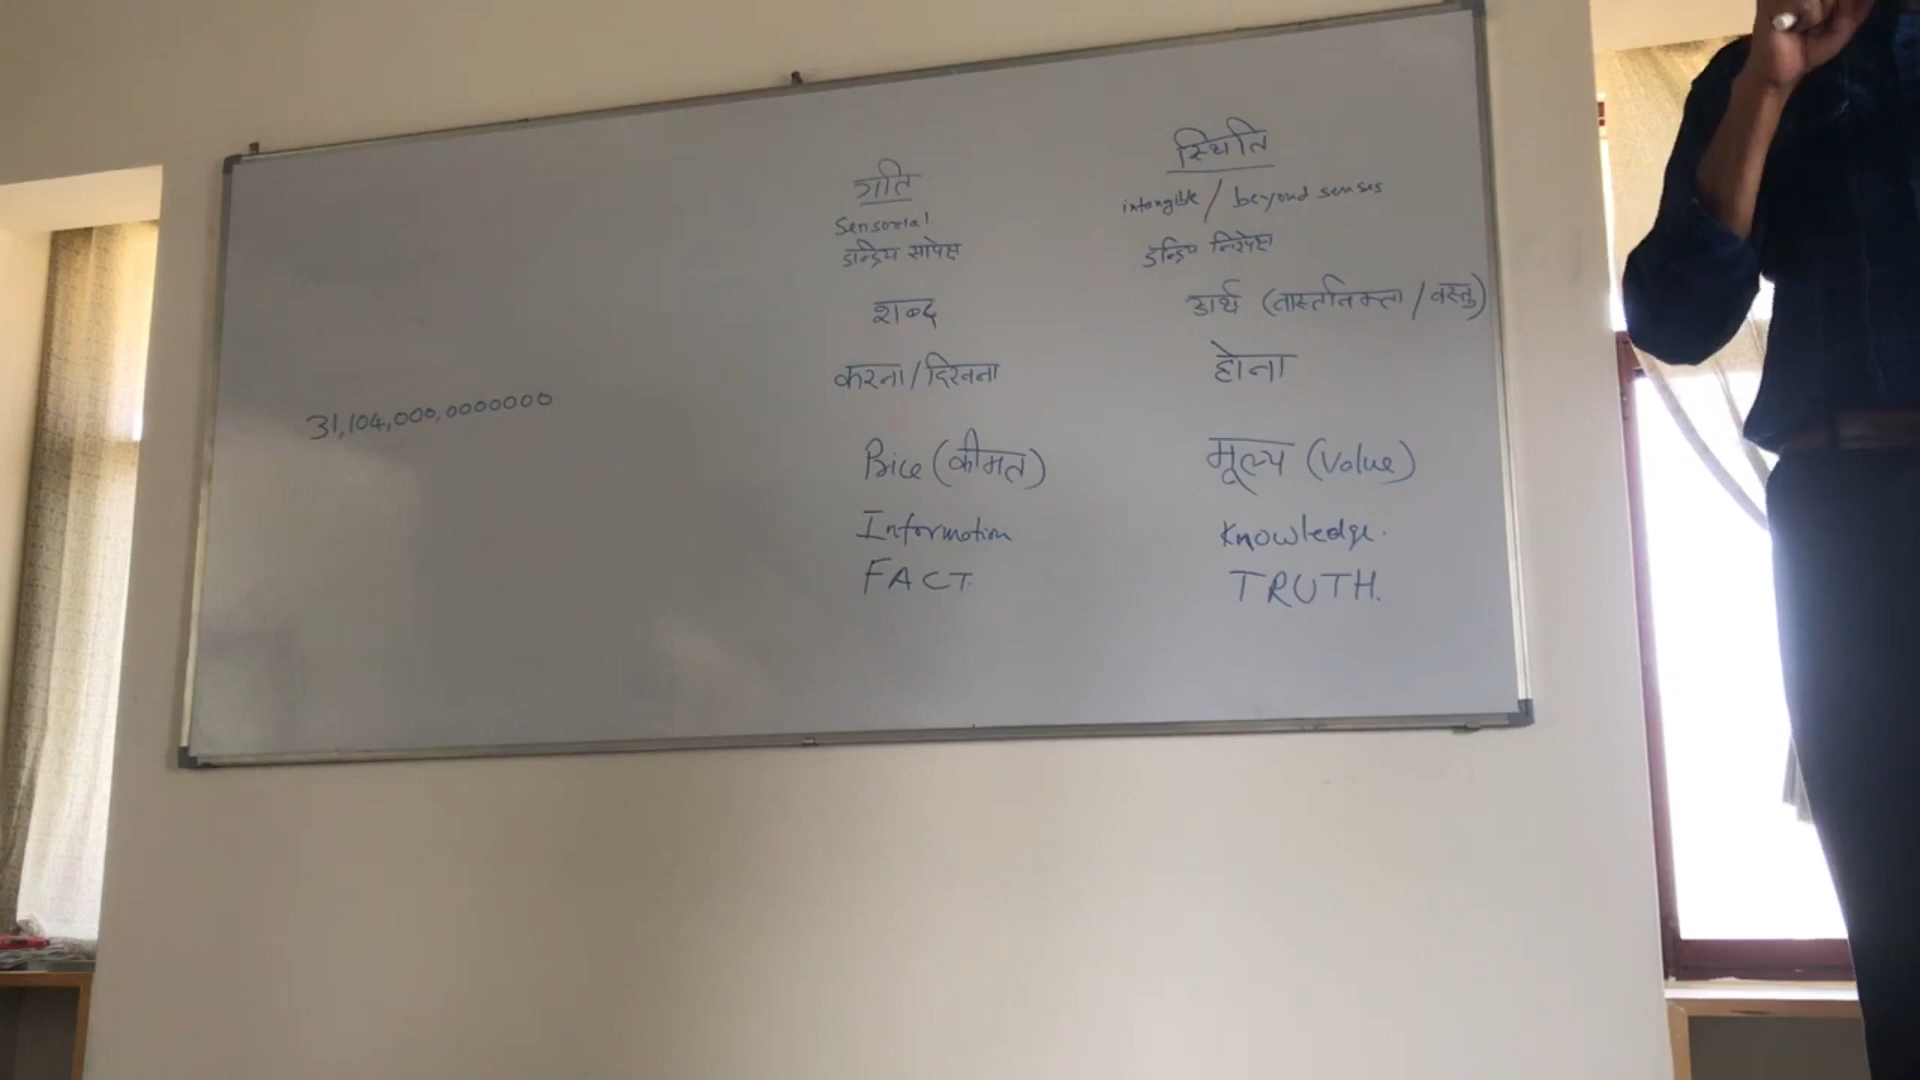 गति
Sensorial
इन्द्रिय सापेक्ष
शब्द
करना/दिखना
Price (कीमत)
Information
FACT.
स्थिति
intangible / beyond senses
इन्द्रिय निरपेक्ष
अर्थ (वास्तविकता / वस्तु)
होना
मूल्य (Value)
Knowledge.
TRUTH.
31,104,000,0000000